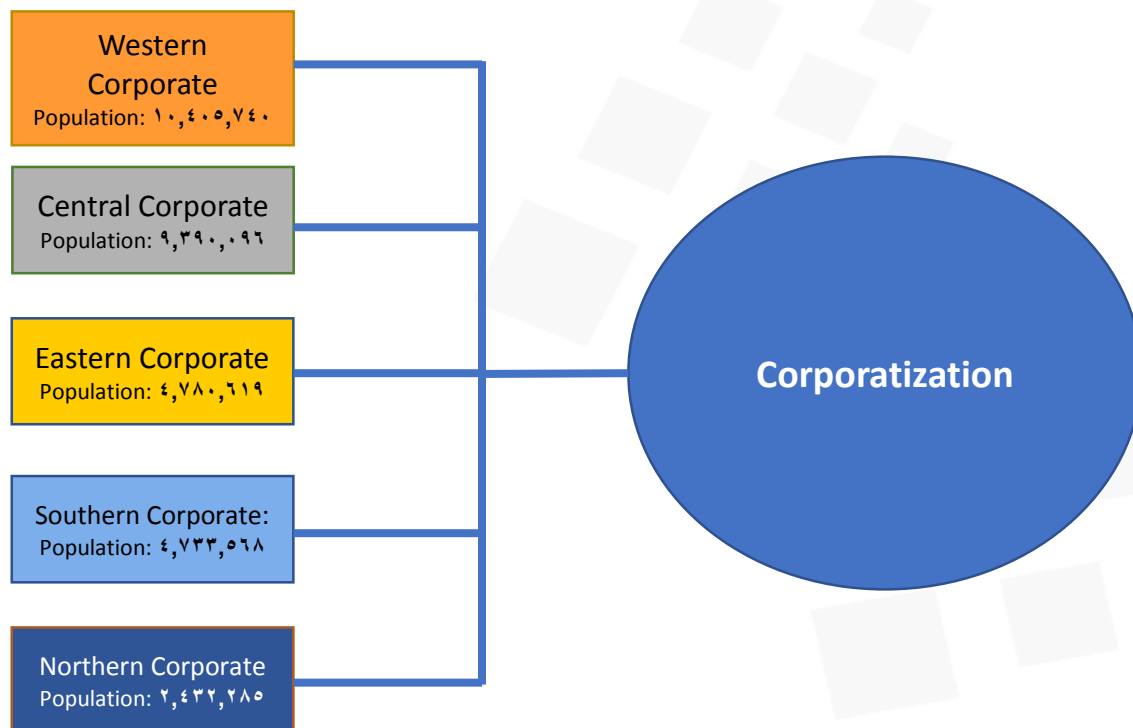 Western
Corporate
Population: ١٠,٤٠٥,٧٤٠
Central Corporate
Population: ٩,٣٩٠,٠٩٦
Eastern Corporate
Population: ٤,٧٨٠,٦١٩
Southern Corporate:
Population: ٤,٧٣٣,٥٦٨
Northern Corporate
Population: ٢,٤٣٢,٢٨٥
Corporatization